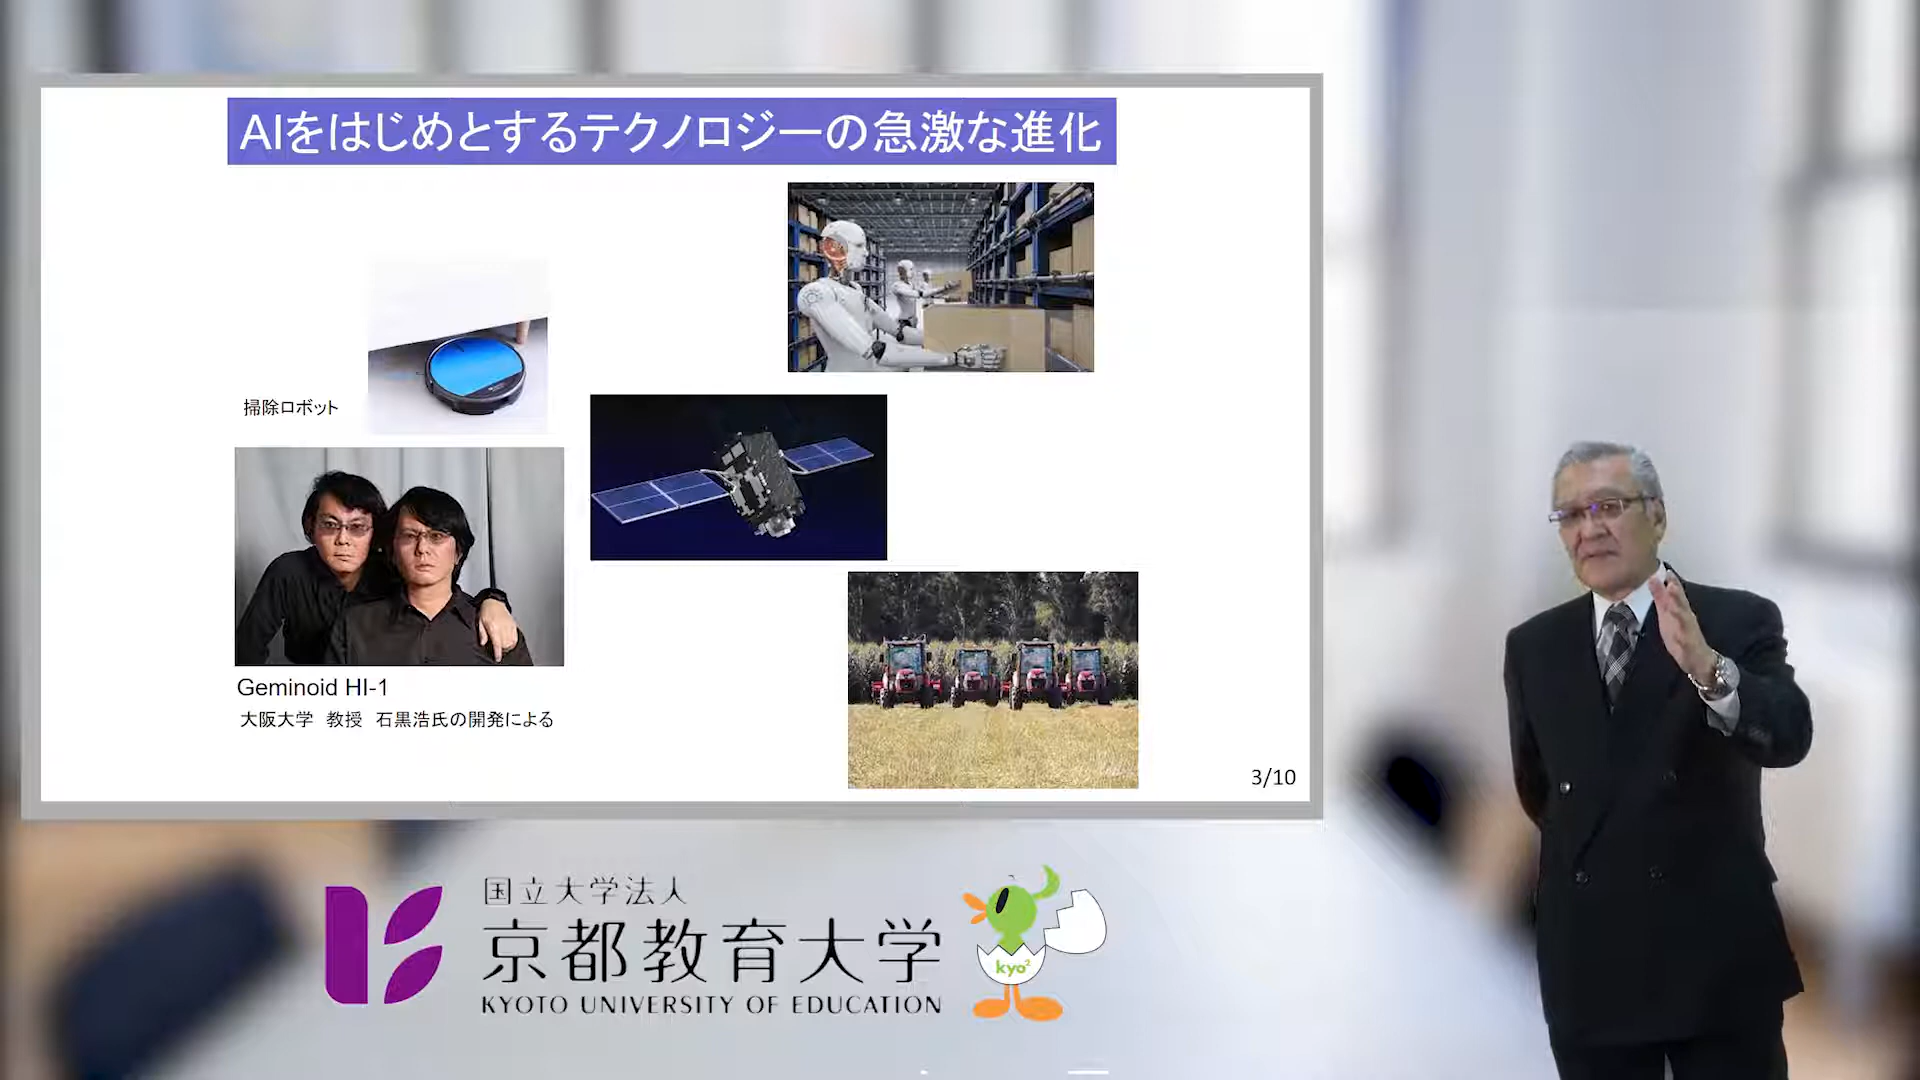 AIをはじめとするテクノロジーの急激な進化
掃除ロボット
Geminoid HI-1
大阪大学 教授 石黒浩氏の開発による
3/10
国立大学法人
京都教育大学
KYOTO UNIVERSITY OF EDUCATION
kyo²